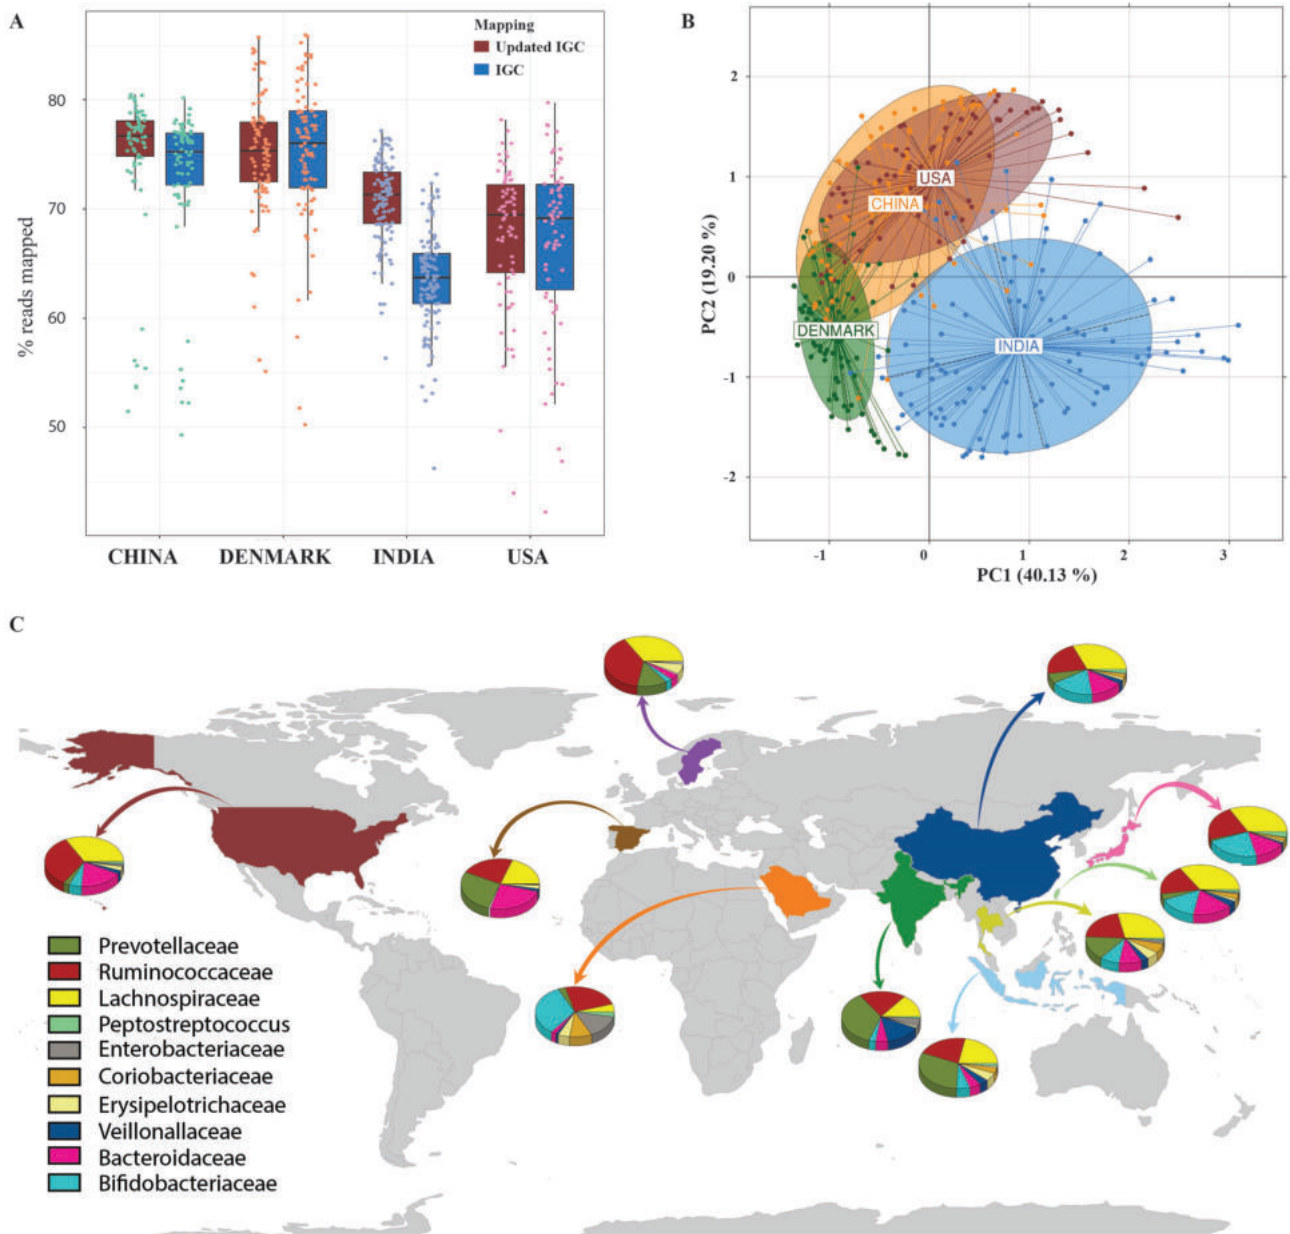 A
Mapping
Updated IGC
IGC
80
70
60
50
% reads mapped
CHINA DENMARK INDIA USA
B
2
1
0
-1
-2
PC2 (19.20 %)
USA
CHINA
DENMARK
INDIA
-1 0 1 2 3
PC1 (40.13 %)
C
Prevotellaceae
Ruminococcaceae
Lachnospiraceae
Peptostreptococcus
Enterobacteriaceae
Coriobacteriaceae
Erysipelotrichaceae
Veillonallaceae
Bacteroidaceae
Bifidobacteriaceae